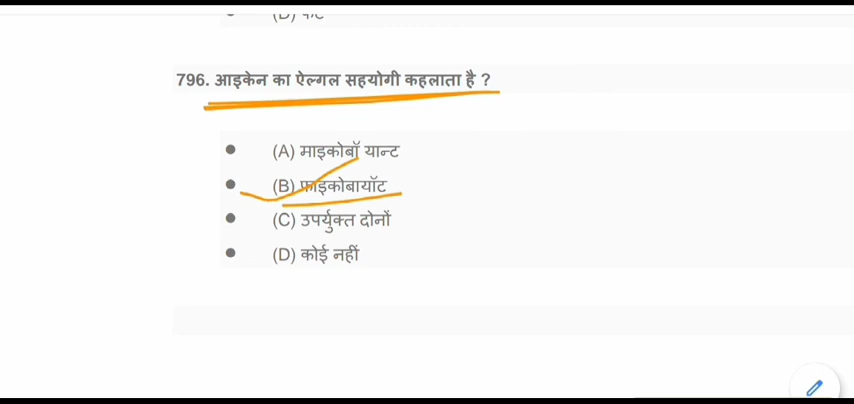 796. आइकेन का ऐल्गल सहयोगी कहलाता है ?
(A) माइकोबॉ यान्ट
(B) फाइकोबायॉट
(C) उपर्युक्त दोनों
(D) कोई नहीं